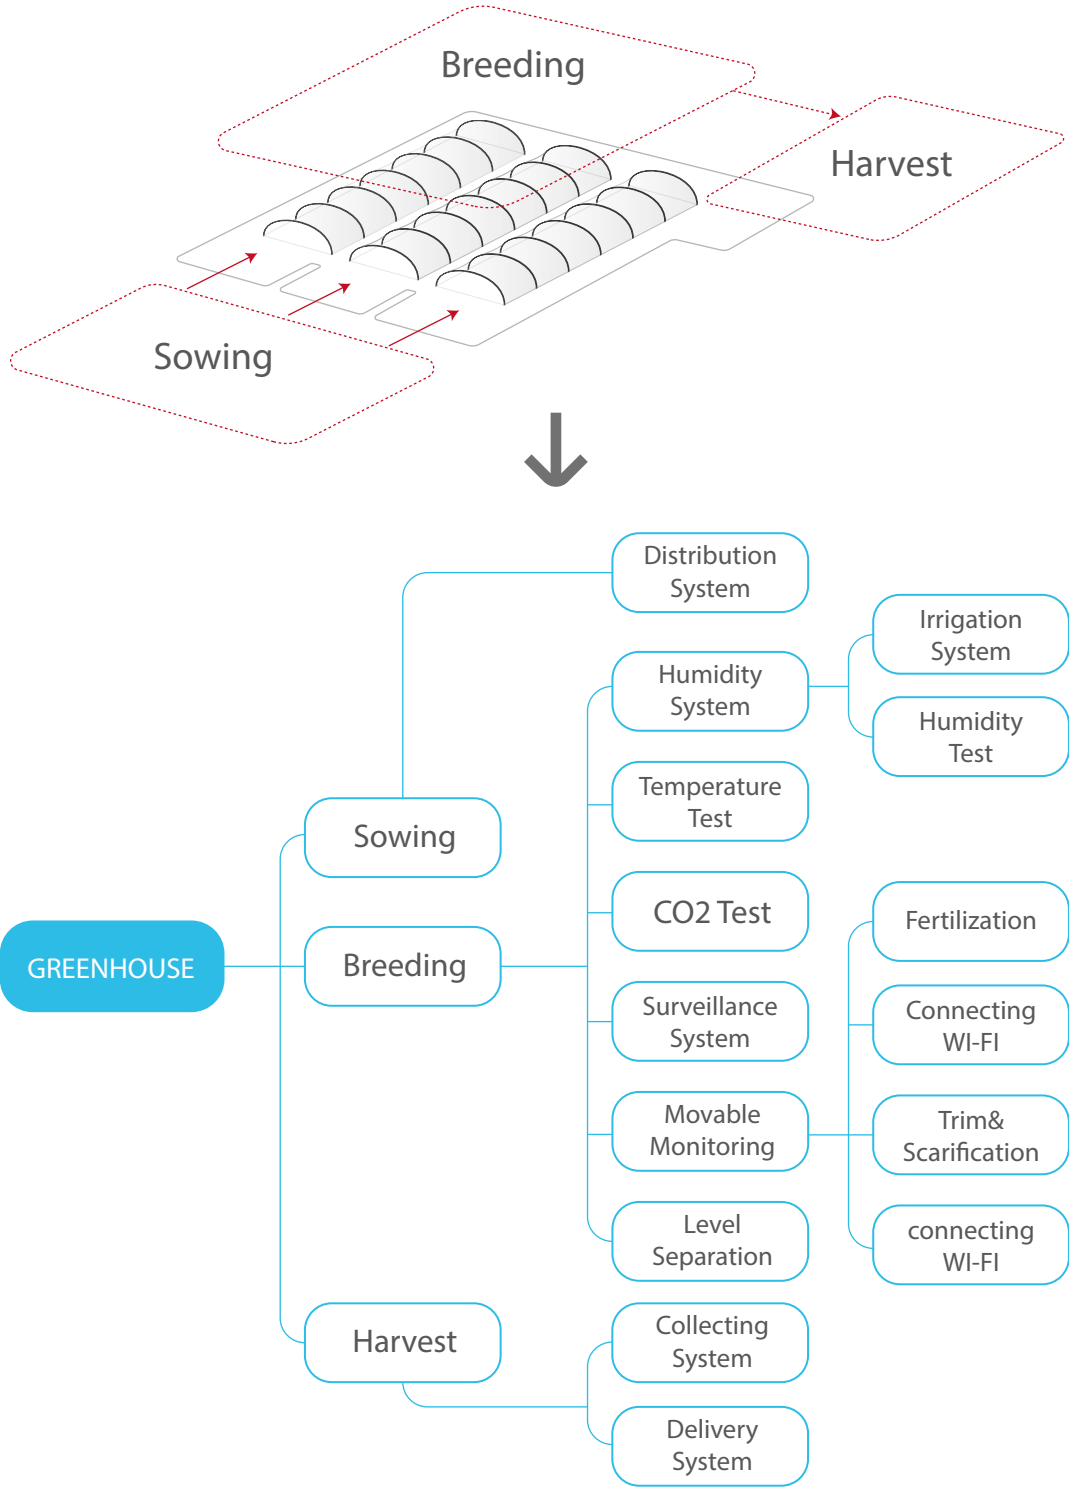 Breeding
Harvest
Sowing
Distribution
System
Irrigation
System
Humidity
System
Humidity
Test
Temperature
Test
Sowing
CO2 Test
Fertilization
GREENHOUSE
Breeding
Surveillance
System
Connecting
WI-FI
Movable
Monitoring
Trim&
Scarification
Level
Separation
connecting
WI-FI
Harvest
Collecting
System
Delivery
System